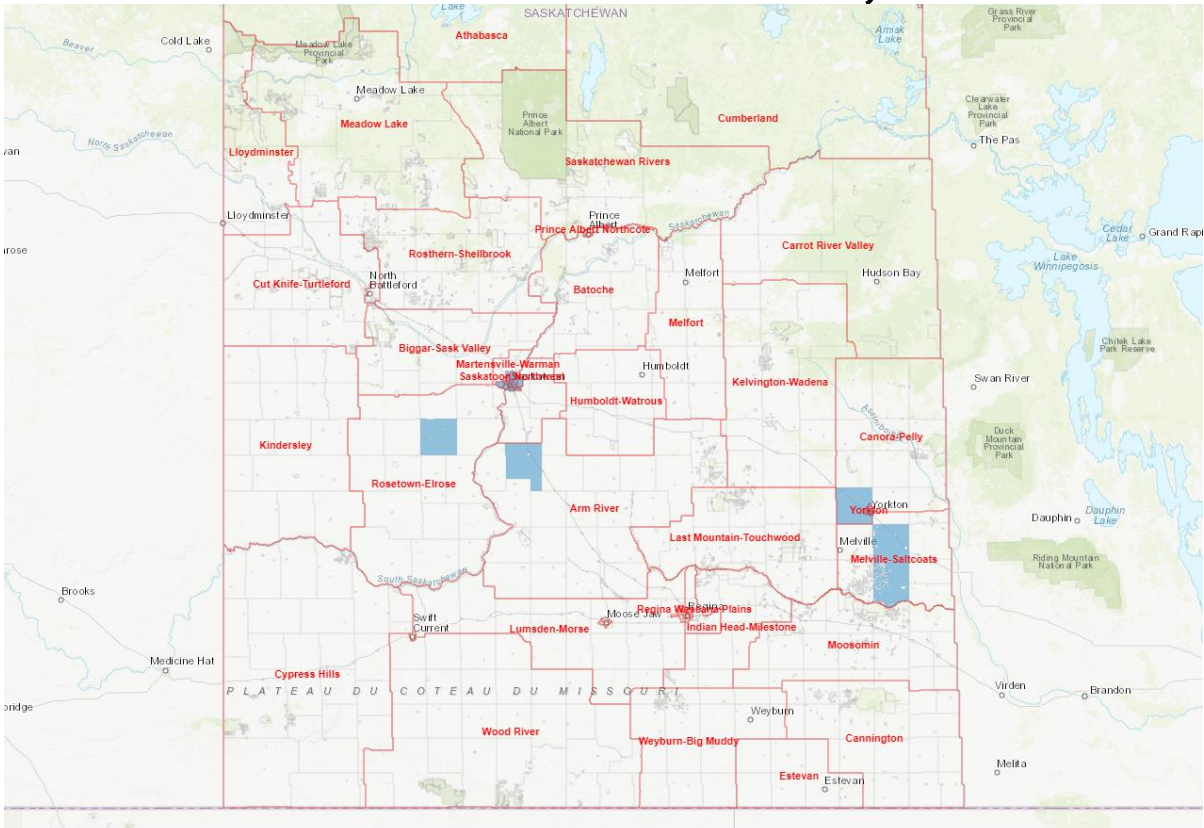 SASKATCHEWAN
Grass River
Provincial
Park
Lake
Amisk
Lake
Athabasca
Cold Lake
Beaver
Meadow Lake
Provincial
Park
Meadow Lake
Clearwater
Lake
Provincial
Park
Prince
Albert
National Park
Cumberland
Meadow Lake
The Pas
North Saskatchewan
van
Lloydminster
Saskatchewan Rivers
Lloydminster
Prince
Albert
Saskatchewan
Prince Albert Northcote
Cedar
Lake
Grand Rapi
nrose
Carrot River Valley
Rosthern-Shellbrook
Lake
Winnipegosis
Melfort
Hudson Bay
Cut Knife-Turtleford
North
Battleford
Batoche
Melfort
Chitek Lake
Park Reserve
Biggar-Sask Valley
Martensville-Warman
Humboldt
Swan River
Kelvington-Wadena
Humboldt-Watrous
Duck
Mountain
Provincial
Park
Canora-Pelly
Kindersley
Rosetown-Elrose
Arm River
Yorkton
Yorkton
Dauphin
Dauphin
Lake
Last Mountain-Touchwood
Melville
Melville-Saltcoats
Riding Mountain
National Park
South Saskatchewan
Brooks
Moose Jaw
Regina
Swift
Current
Lumsden-Morse
Indian Head-Milestone
Moosomin
Medicine Hat
Cypress Hills
PLATEAU DU COTEAU DU MISSOURI
Virden
Brandon
bridge
Weyburn
Wood River
Weyburn-Big Muddy
Cannington
Melita
Estevan
Estevan